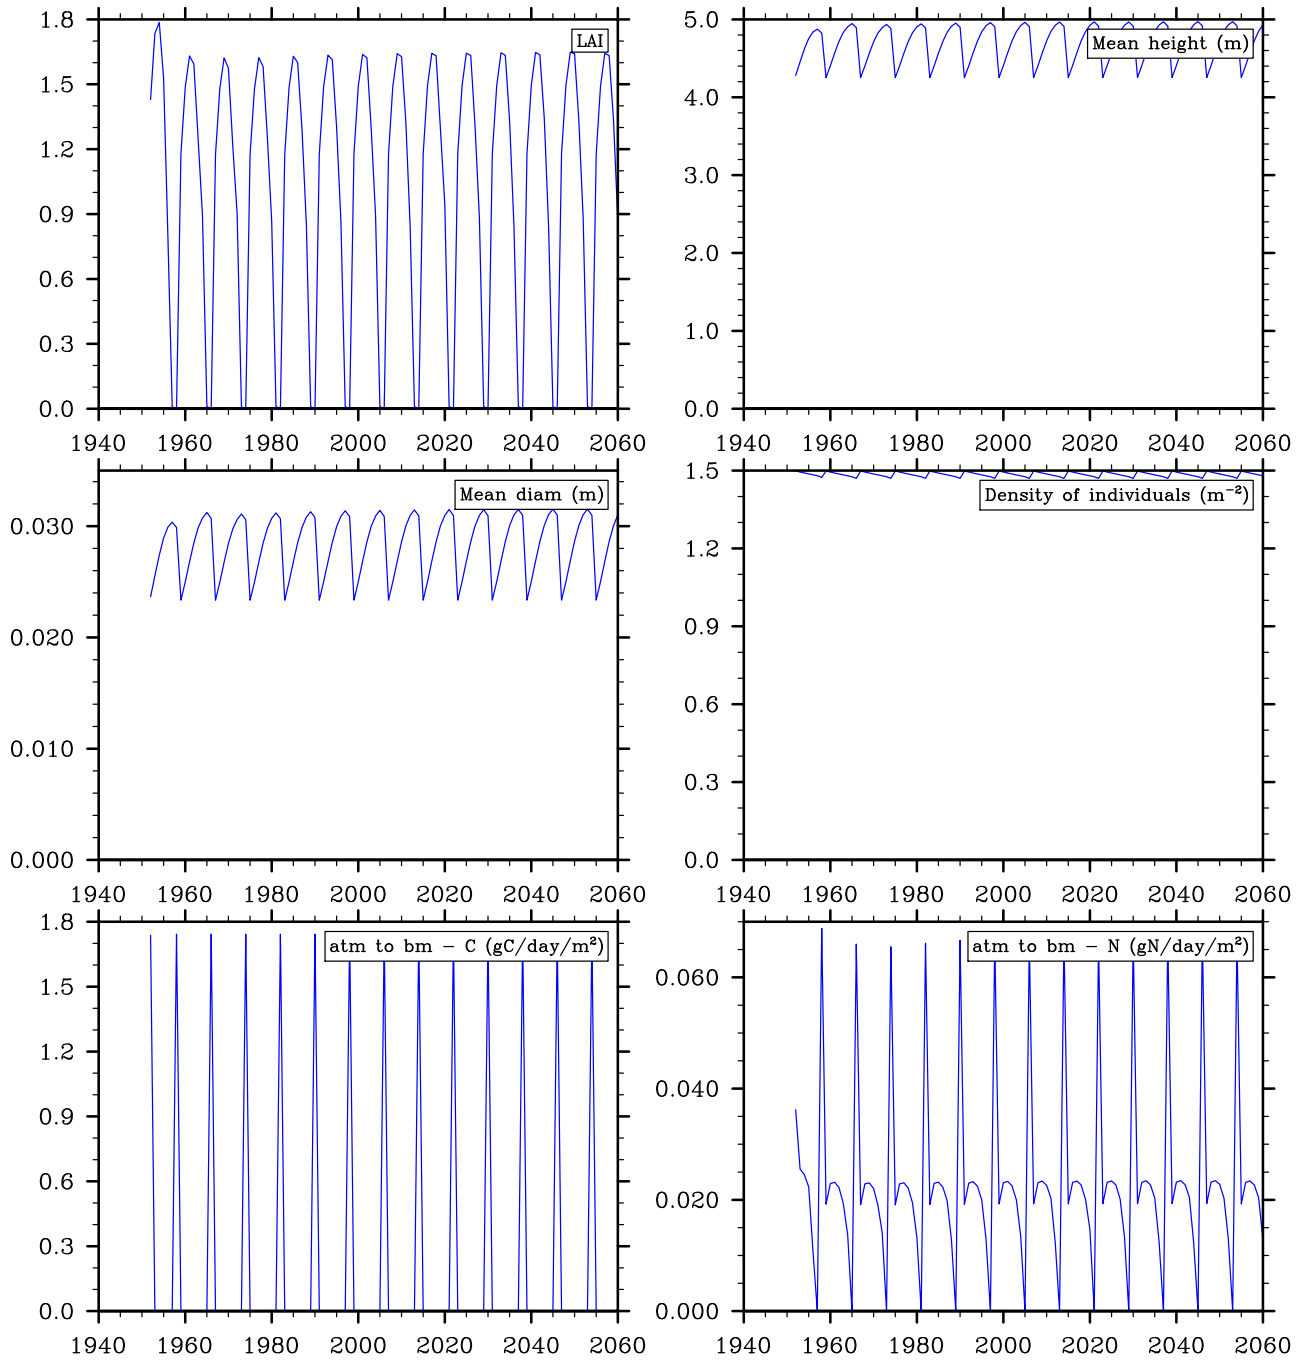 1.8
1.5
1.2
0.9
0.6
0.3
0.0
LAI
1940 1960 1980 2000 2020 2040 2060
5.0
4.0
3.0
2.0
1.0
0.0
Mean height (m)
1940 1960 1980 2000 2020 2040 2060
0.030
0.020
0.010
0.000
Mean diam (m)
1940 1960 1980 2000 2020 2040 2060
1.5
1.2
0.9
0.6
0.3
0.0
Density of individuals (m⁻²)
1940 1960 1980 2000 2020 2040 2060
1.8
1.5
1.2
0.9
0.6
0.3
0.0
atm to bm − C (gC/day/m²)
1940 1960 1980 2000 2020 2040 2060
0.060
0.040
0.020
0.000
atm to bm − N (gN/day/m²)
1940 1960 1980 2000 2020 2040 2060